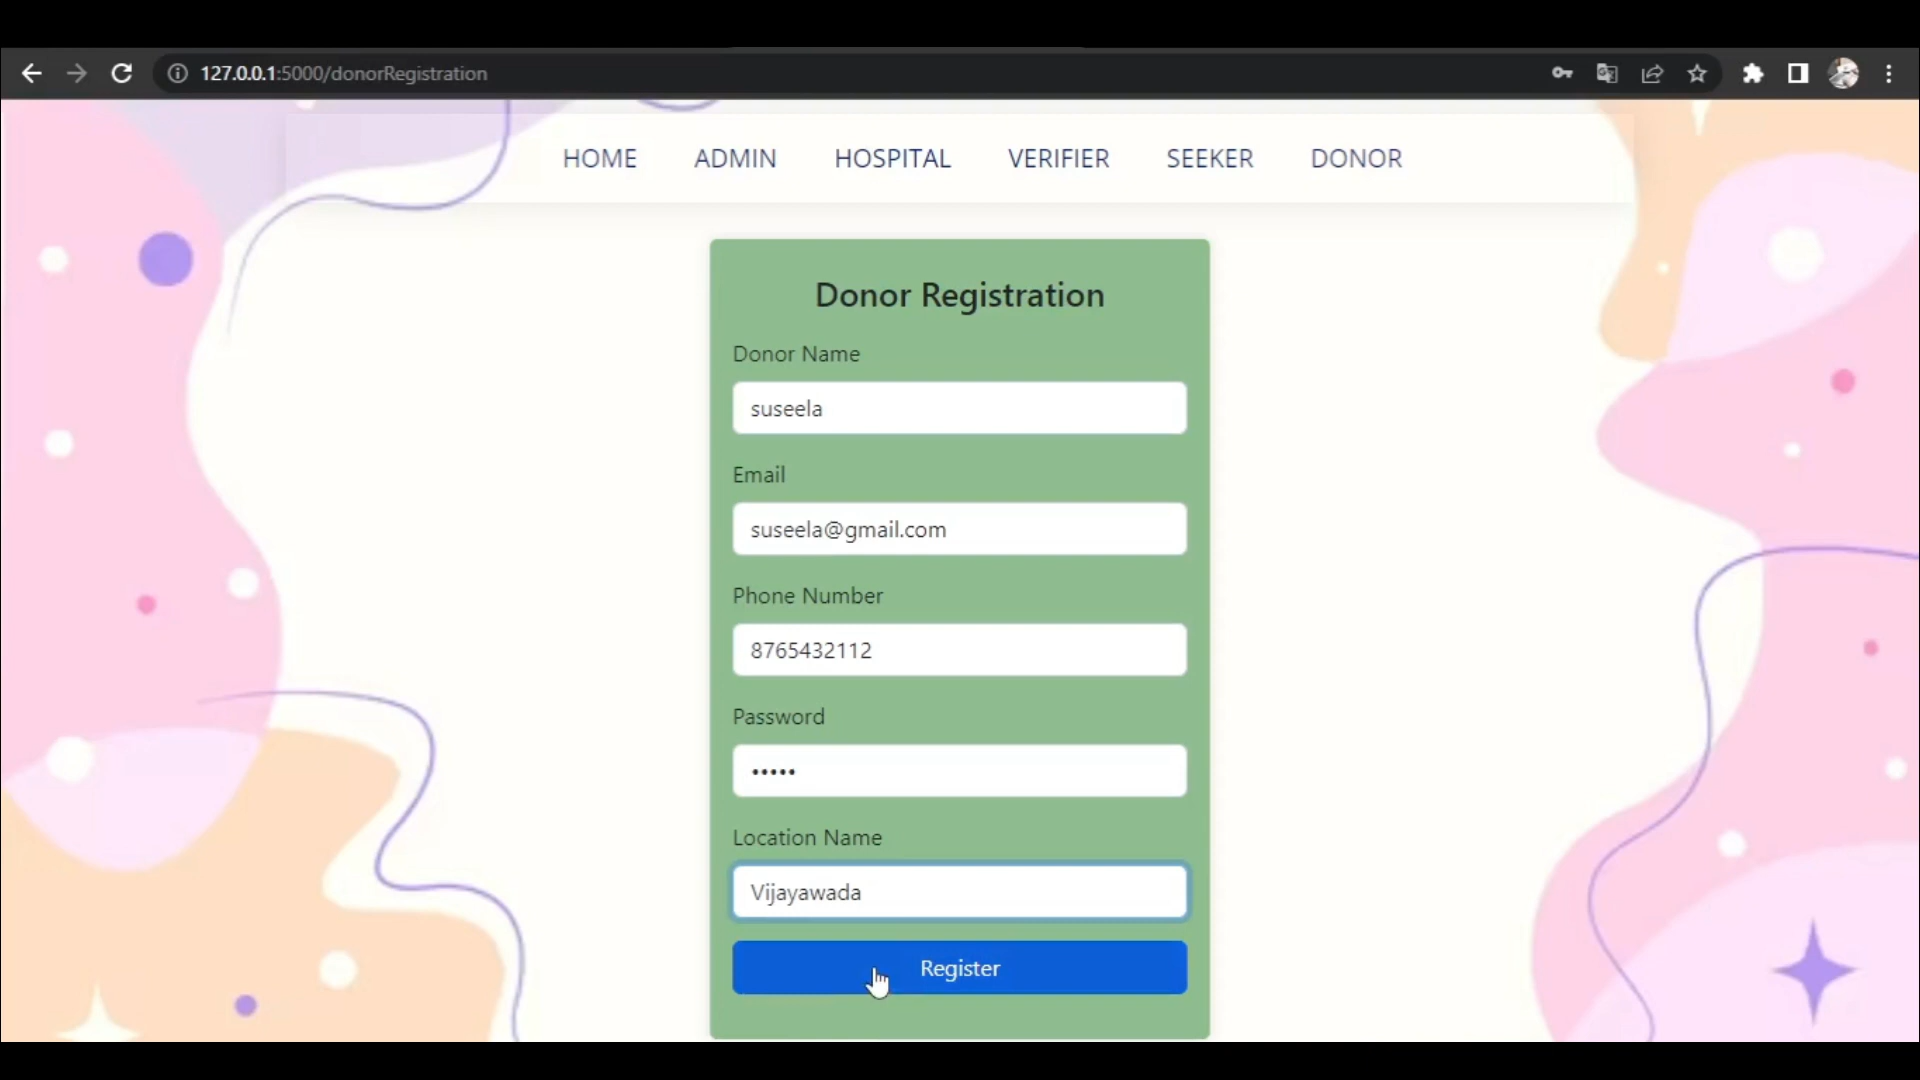 127.0.0.1:5000/donorRegistration
HOME ADMIN HOSPITAL VERIFIER SEEKER DONOR
Donor Registration
Donor Name
suseela
Email
suseela@gmail.com
Phone Number
8765432112
Password
•••••
Location Name
Vijayawada
Register